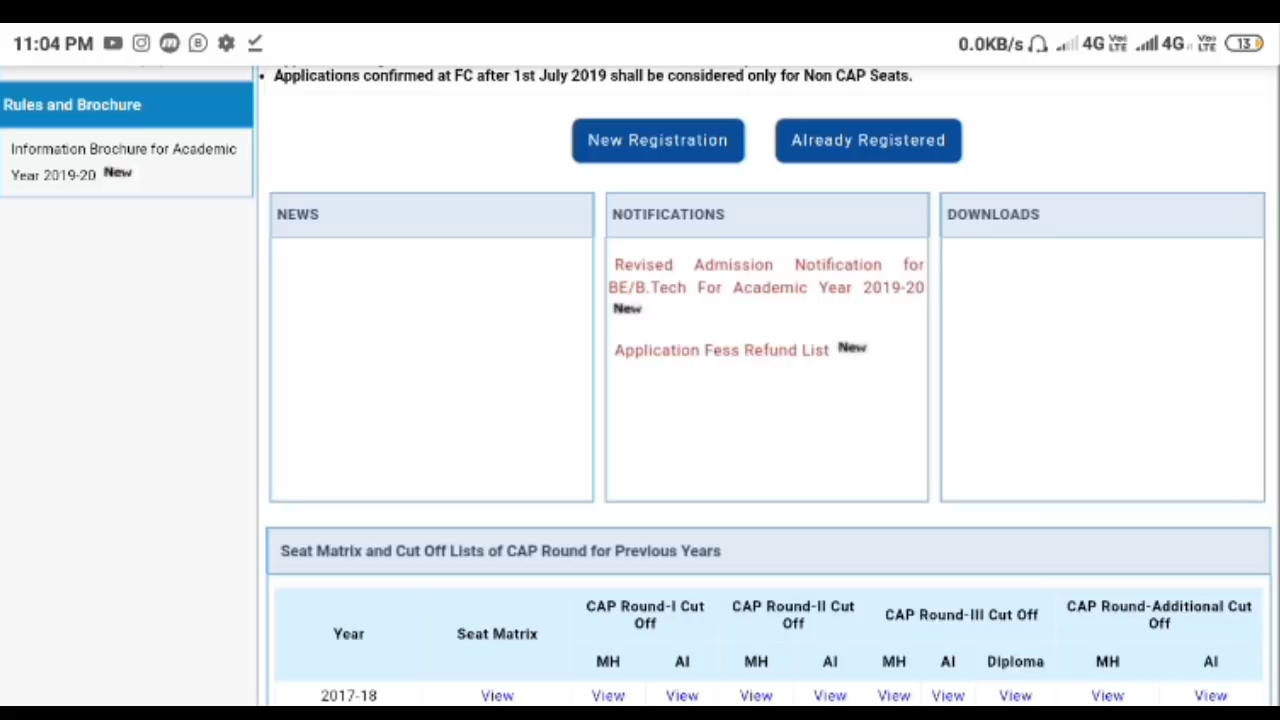 11:04 PM
0.0KB/s
4G
4G
13
Applications confirmed at FC after 1st July 2019 shall be considered only for Non CAP Seats.
Rules and Brochure
Information Brochure for Academic
Year 2019-20 New
New Registration
Already Registered
NEWS
NOTIFICATIONS
DOWNLOADS
Revised Admission Notification for
BE/B.Tech For Academic Year 2019-20
New
Application Fess Refund List New
Seat Matrix and Cut Off Lists of CAP Round for Previous Years
Year
Seat Matrix
CAP Round-I Cut
Off
CAP Round-II Cut
Off
CAP Round-III Cut Off
CAP Round-Additional Cut
Off
MH AI MH AI MH AI Diploma MH AI
2017-18 View View View View View View View View View View